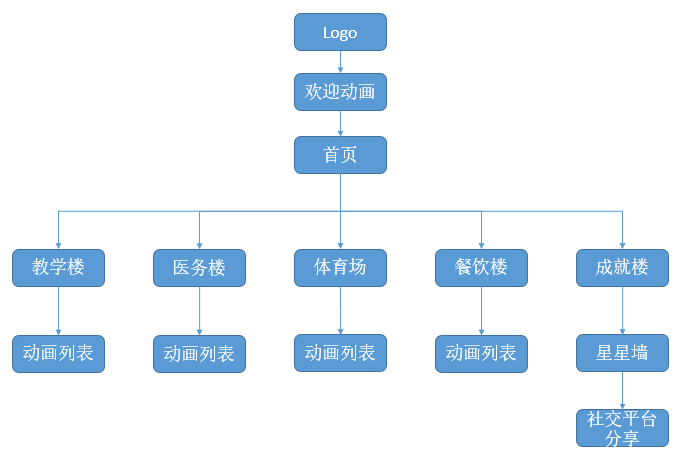 Logo
欢迎动画
首页
教学楼
医务楼
体育场
餐饮楼
成就楼
动画列表
动画列表
动画列表
动画列表
星星墙
社交平台
分享